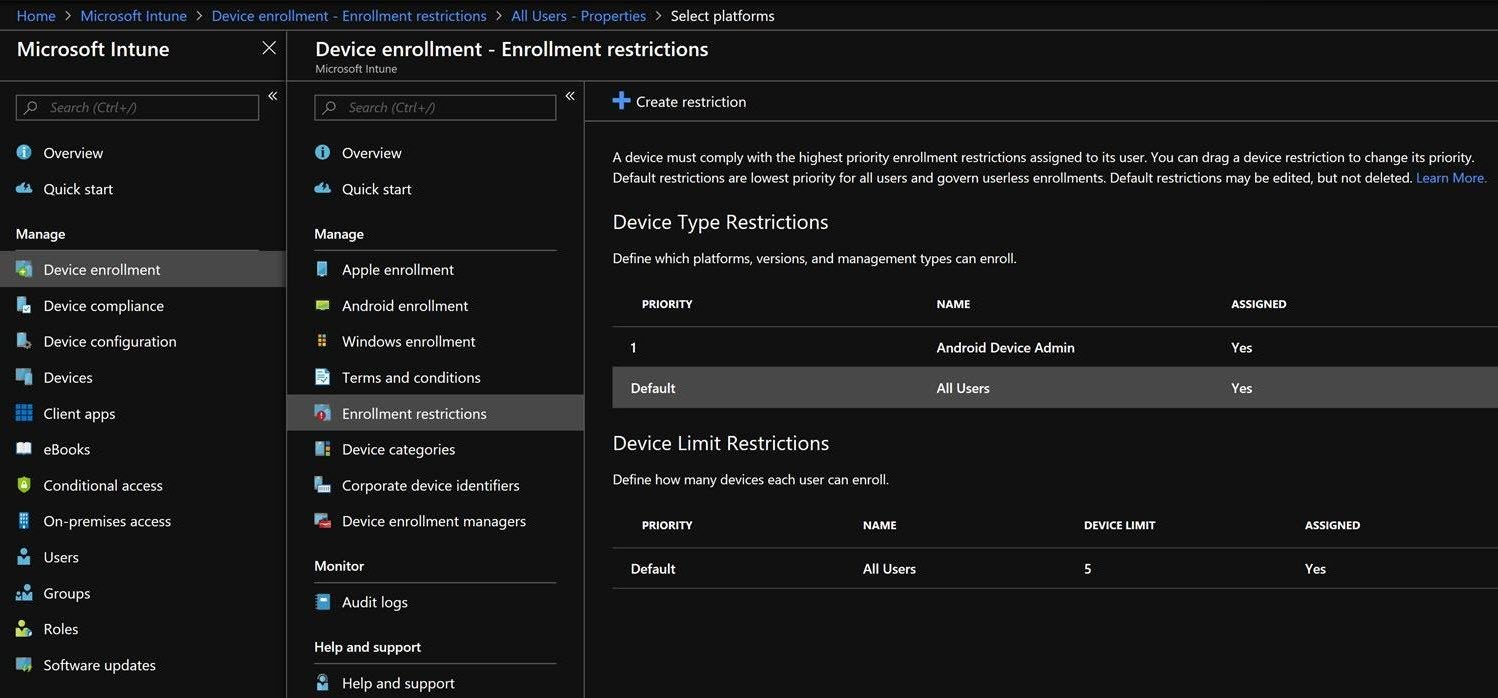 Home > Microsoft Intune > Device enrollment - Enrollment restrictions > All Users - Properties > Select platforms
Microsoft Intune
Search (Ctrl+/)
Overview
Quick start
Manage
Device enrollment
Device compliance
Device configuration
Devices
Client apps
eBooks
Conditional access
On-premises access
Users
Groups
Roles
Software updates
Device enrollment - Enrollment restrictions
Microsoft Intune
Search (Ctrl+/)
Overview
Quick start
Manage
Apple enrollment
Android enrollment
Windows enrollment
Terms and conditions
Enrollment restrictions
Device categories
Corporate device identifiers
Device enrollment managers
Monitor
Audit logs
Help and support
Help and support
Create restriction
A device must comply with the highest priority enrollment restrictions assigned to its user. You can drag a device restriction to change its priority.
Default restrictions are lowest priority for all users and govern userless enrollments. Default restrictions may be edited, but not deleted. Learn More.
Device Type Restrictions
Define which platforms, versions, and management types can enroll.
PRIORITY NAME ASSIGNED
1 Android Device Admin Yes
Default All Users Yes
Device Limit Restrictions
Define how many devices each user can enroll.
PRIORITY NAME DEVICE LIMIT ASSIGNED
Default All Users 5 Yes